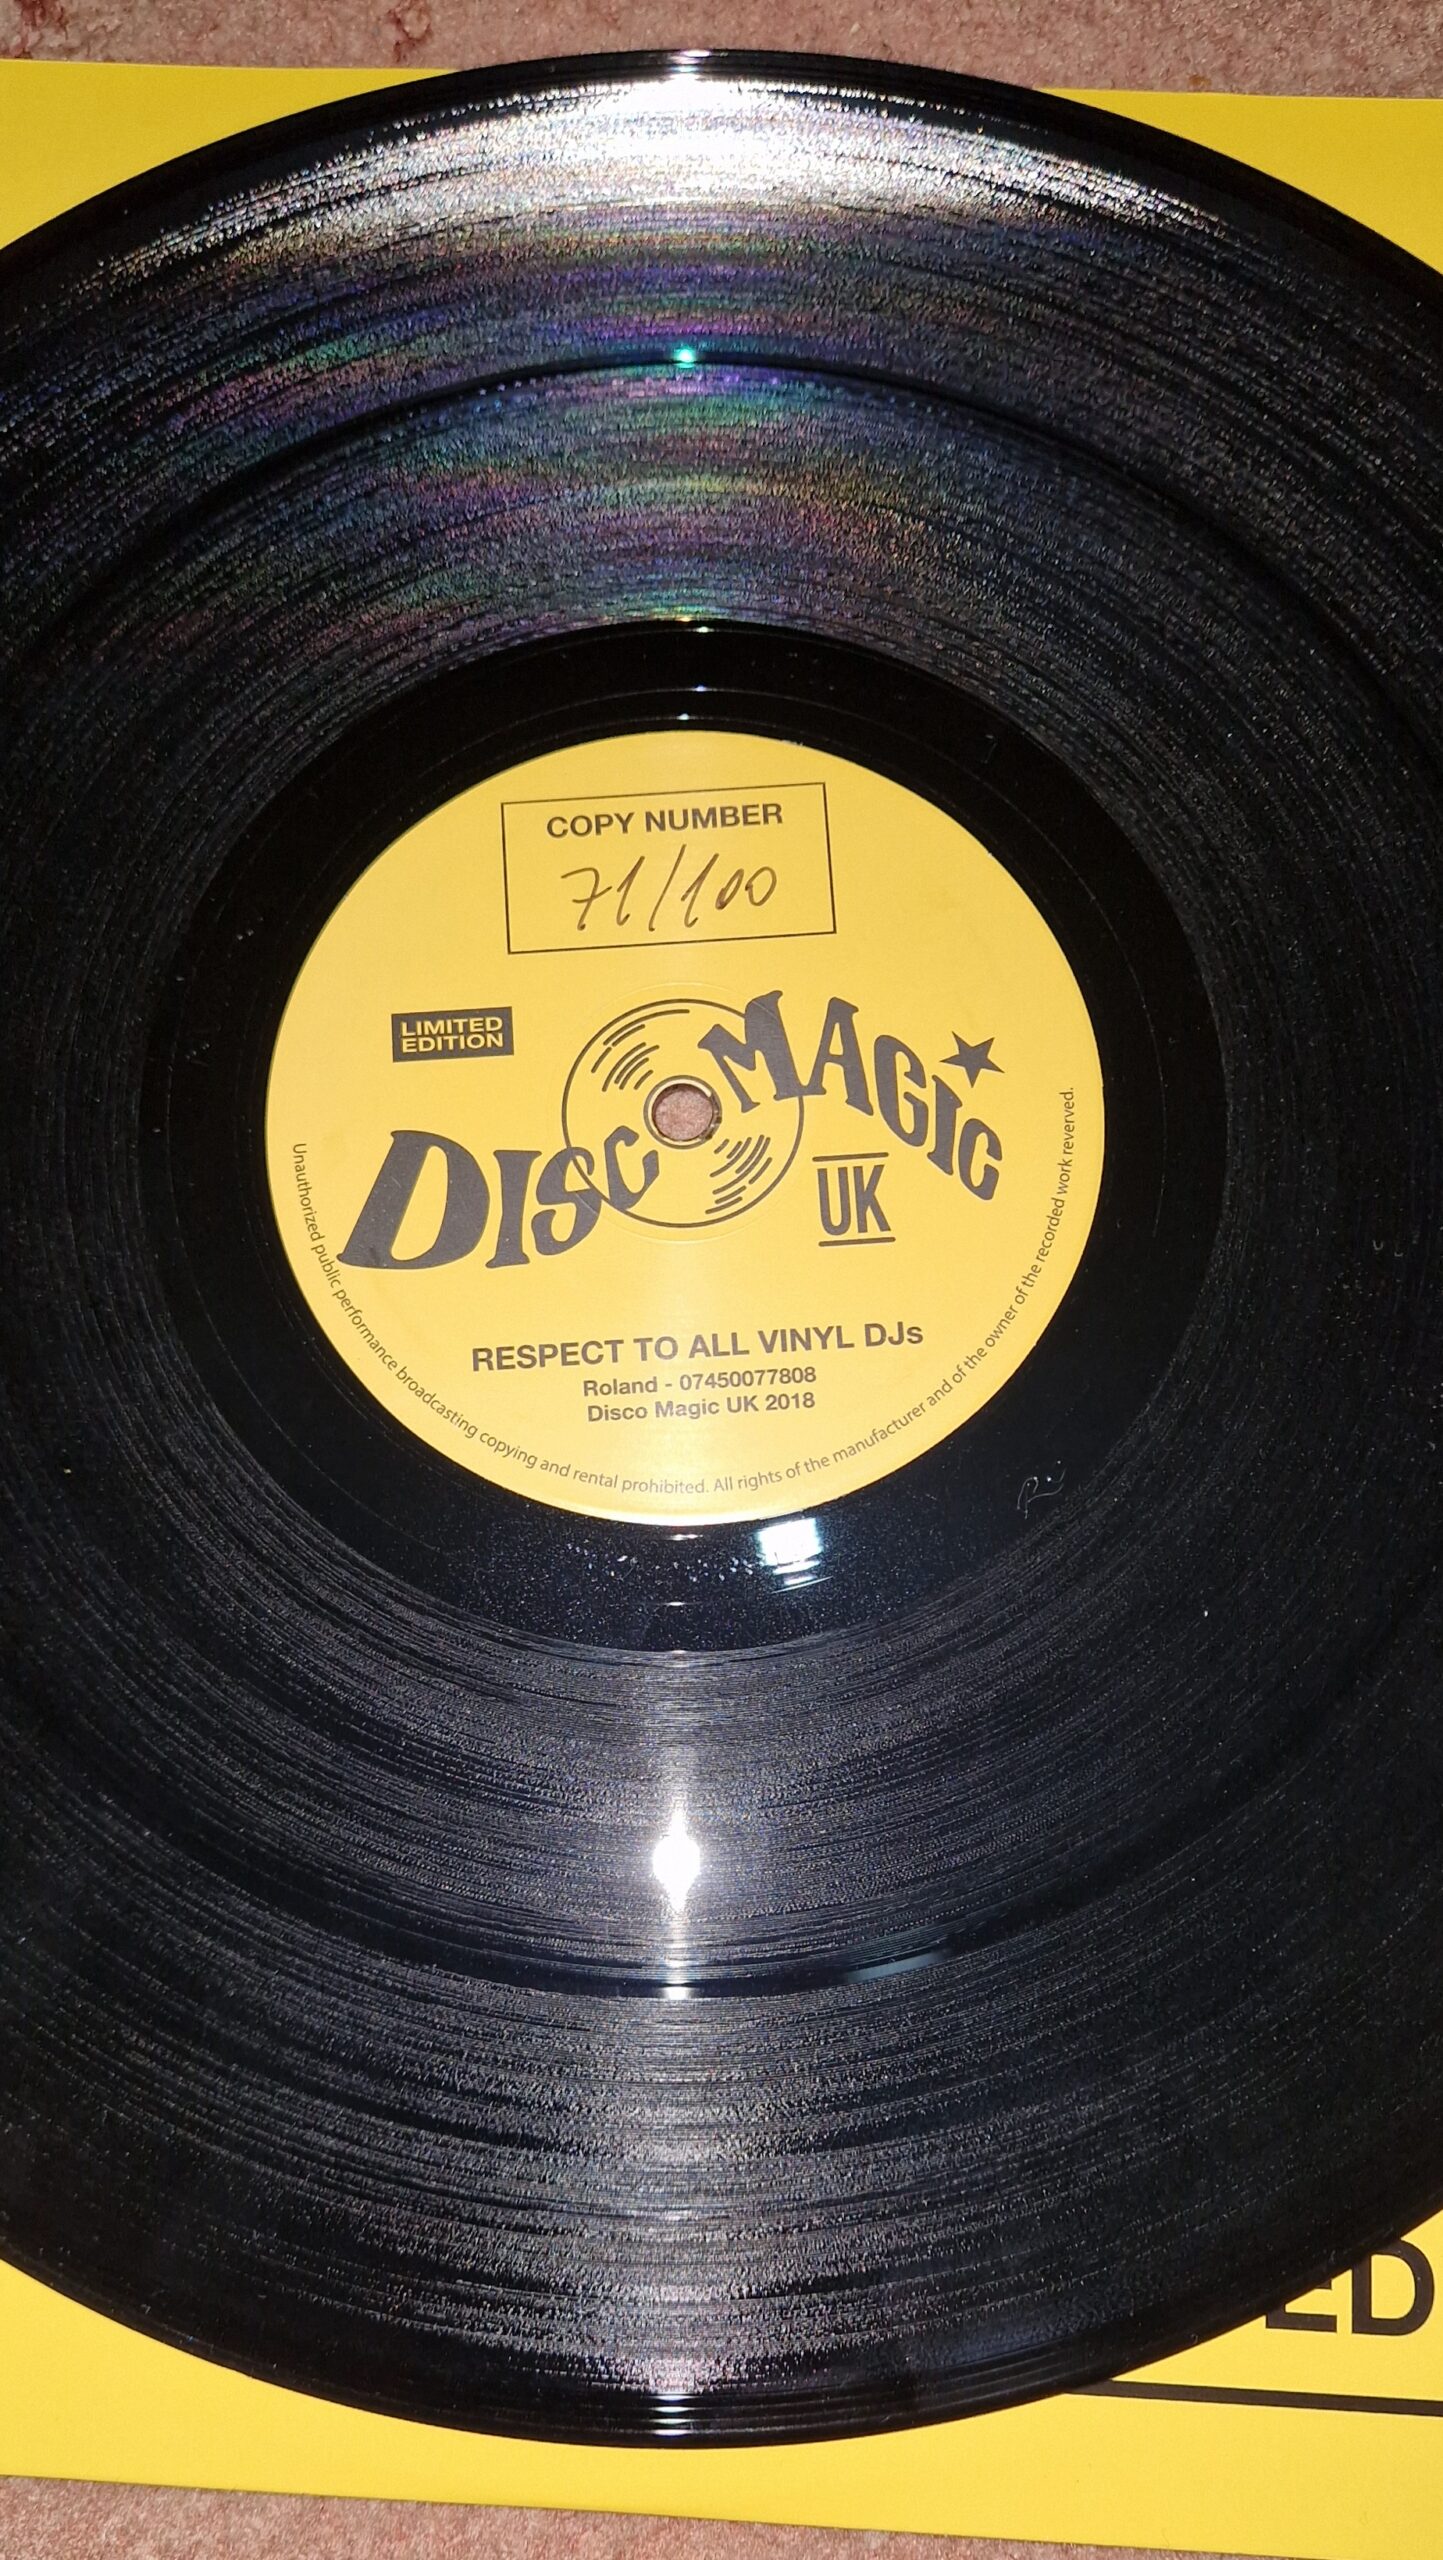 COPY NUMBER
71/100
LIMITED
EDITION
DISCO MAGIC
UK
RESPECT TO ALL VINYL DJs
Roland - 07450077808
Disco Magic UK 2018
Unauthorized public performance broadcasting copying and rental prohibited. All rights of the manufacturer and of the owner of the recorded work reverved.
ED